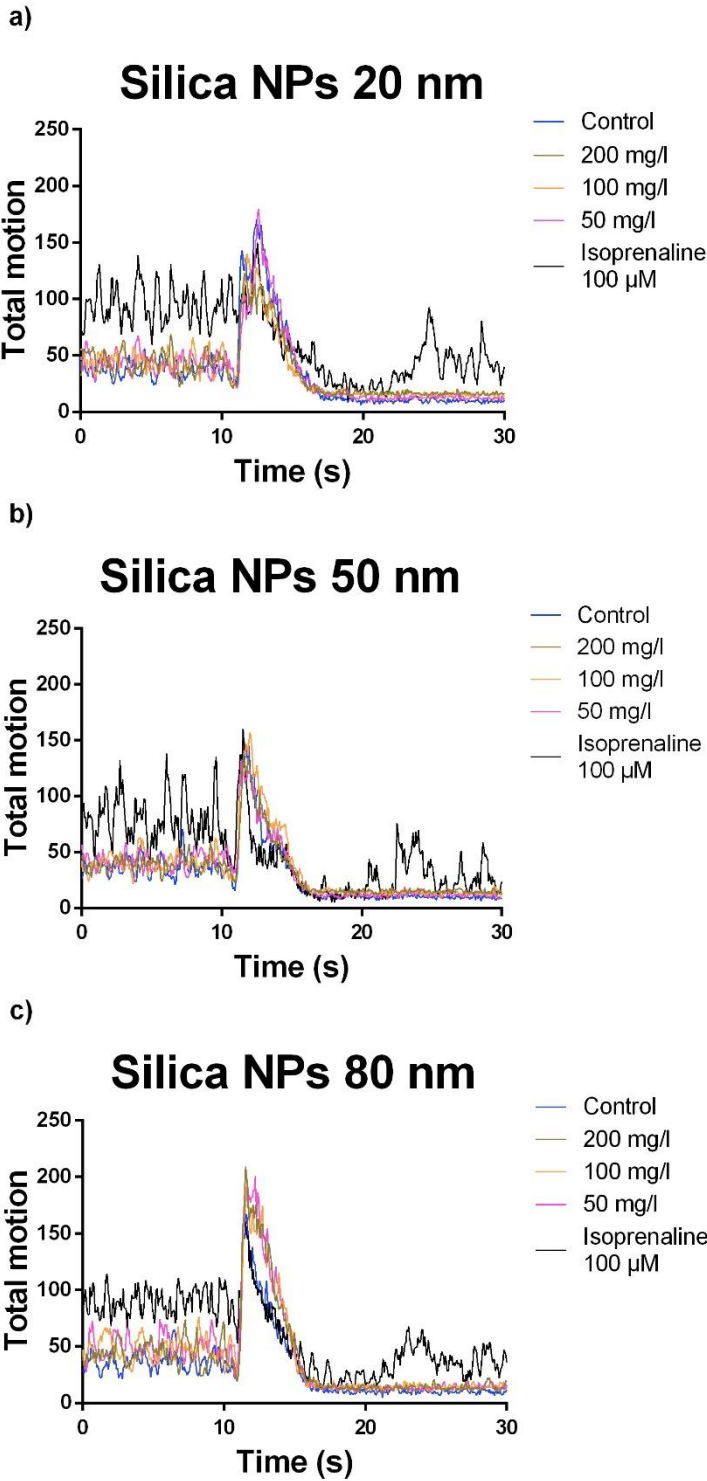 a)
Silica NPs 20 nm
250
200
150
100
50
0
0 10 20 30
Total motion
Time (s)
Control
200 mg/l
100 mg/l
50 mg/l
Isoprenaline
100 µM
b)
Silica NPs 50 nm
250
200
150
100
50
0
0 10 20 30
Total motion
Time (s)
Control
200 mg/l
100 mg/l
50 mg/l
Isoprenaline
100 µM
c)
Silica NPs 80 nm
250
200
150
100
50
0
0 10 20 30
Total motion
Time (s)
Control
200 mg/l
100 mg/l
50 mg/l
Isoprenaline
100 µM